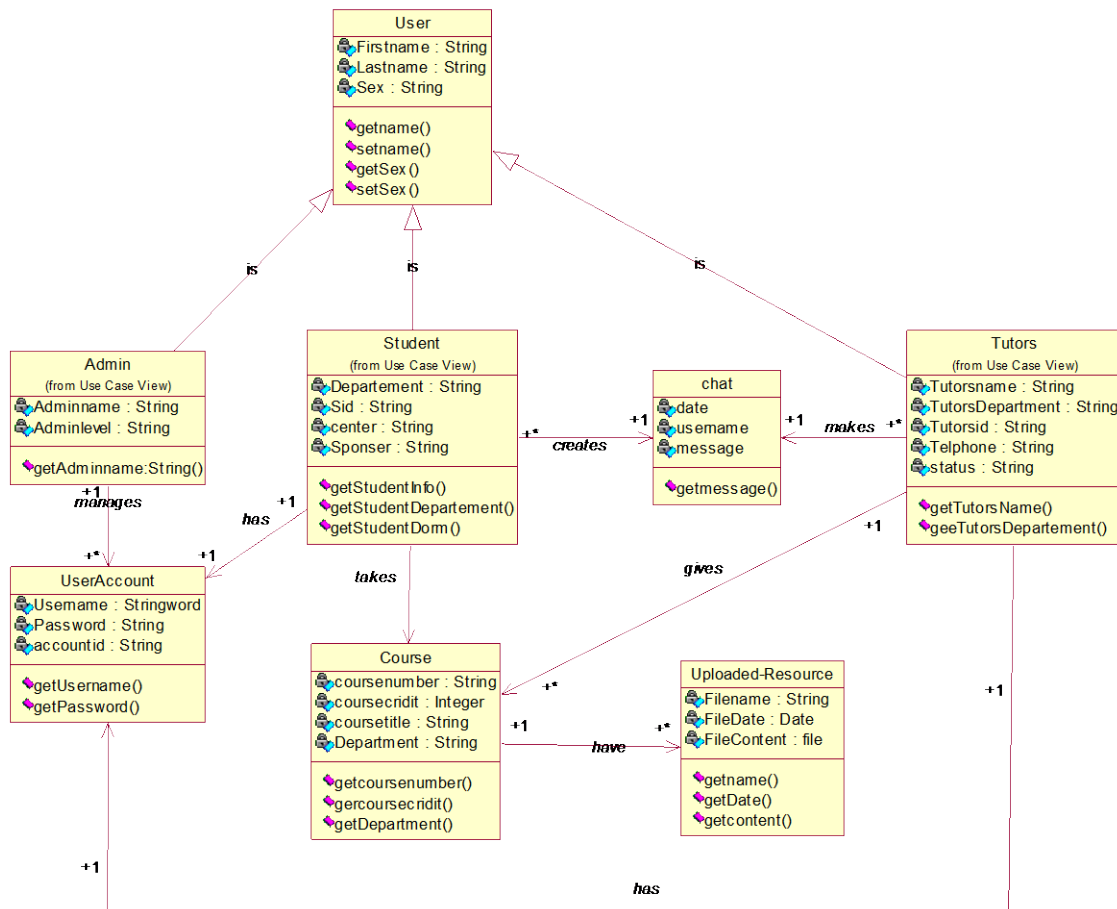 User
Firstname : String
Lastname : String
Sex : String
getname()
setname()
getSex()
setSex()
is
is
is
Admin
(from Use Case View)
Adminname : String
Adminlevel : String
getAdminname:String()
Student
(from Use Case View)
Departement : String
Sid : String
center : String
Sponser : String
getStudentInfo()
getStudentDepartement()
getStudentDorm()
chat
date
username
message
getmessage()
Tutors
(from Use Case View)
Tutorsname : String
TutorsDepartment : String
Tutorsid : String
Telphone : String
status : String
getTutorsName()
geeTutorsDepartement()
+*
creates
+1
+1
makes
+*
+1
manages
+*
+1
has
+1
takes
+1
gives
+*
UserAccount
Username : Stringword
Password : String
accountid : String
getUsername()
getPassword()
Course
coursenumber : String
coursecridit : Integer
coursetitle : String
Department : String
getcoursenumber()
gercoursecridit()
getDepartment()
+1
have
+*
Uploaded-Resource
Filename : String
FileDate : Date
FileContent : file
getname()
getDate()
getcontent()
+1
+1
has